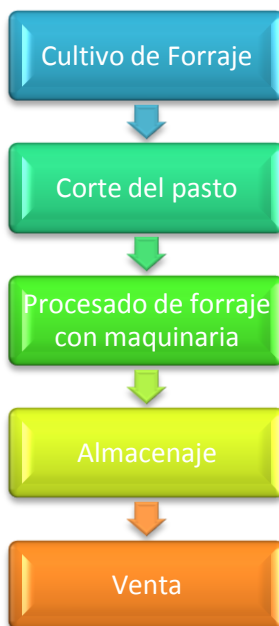 Cultivo de Forraje
Corte del pasto
Procesado de forraje
con maquinaria
Almacenaje
Venta